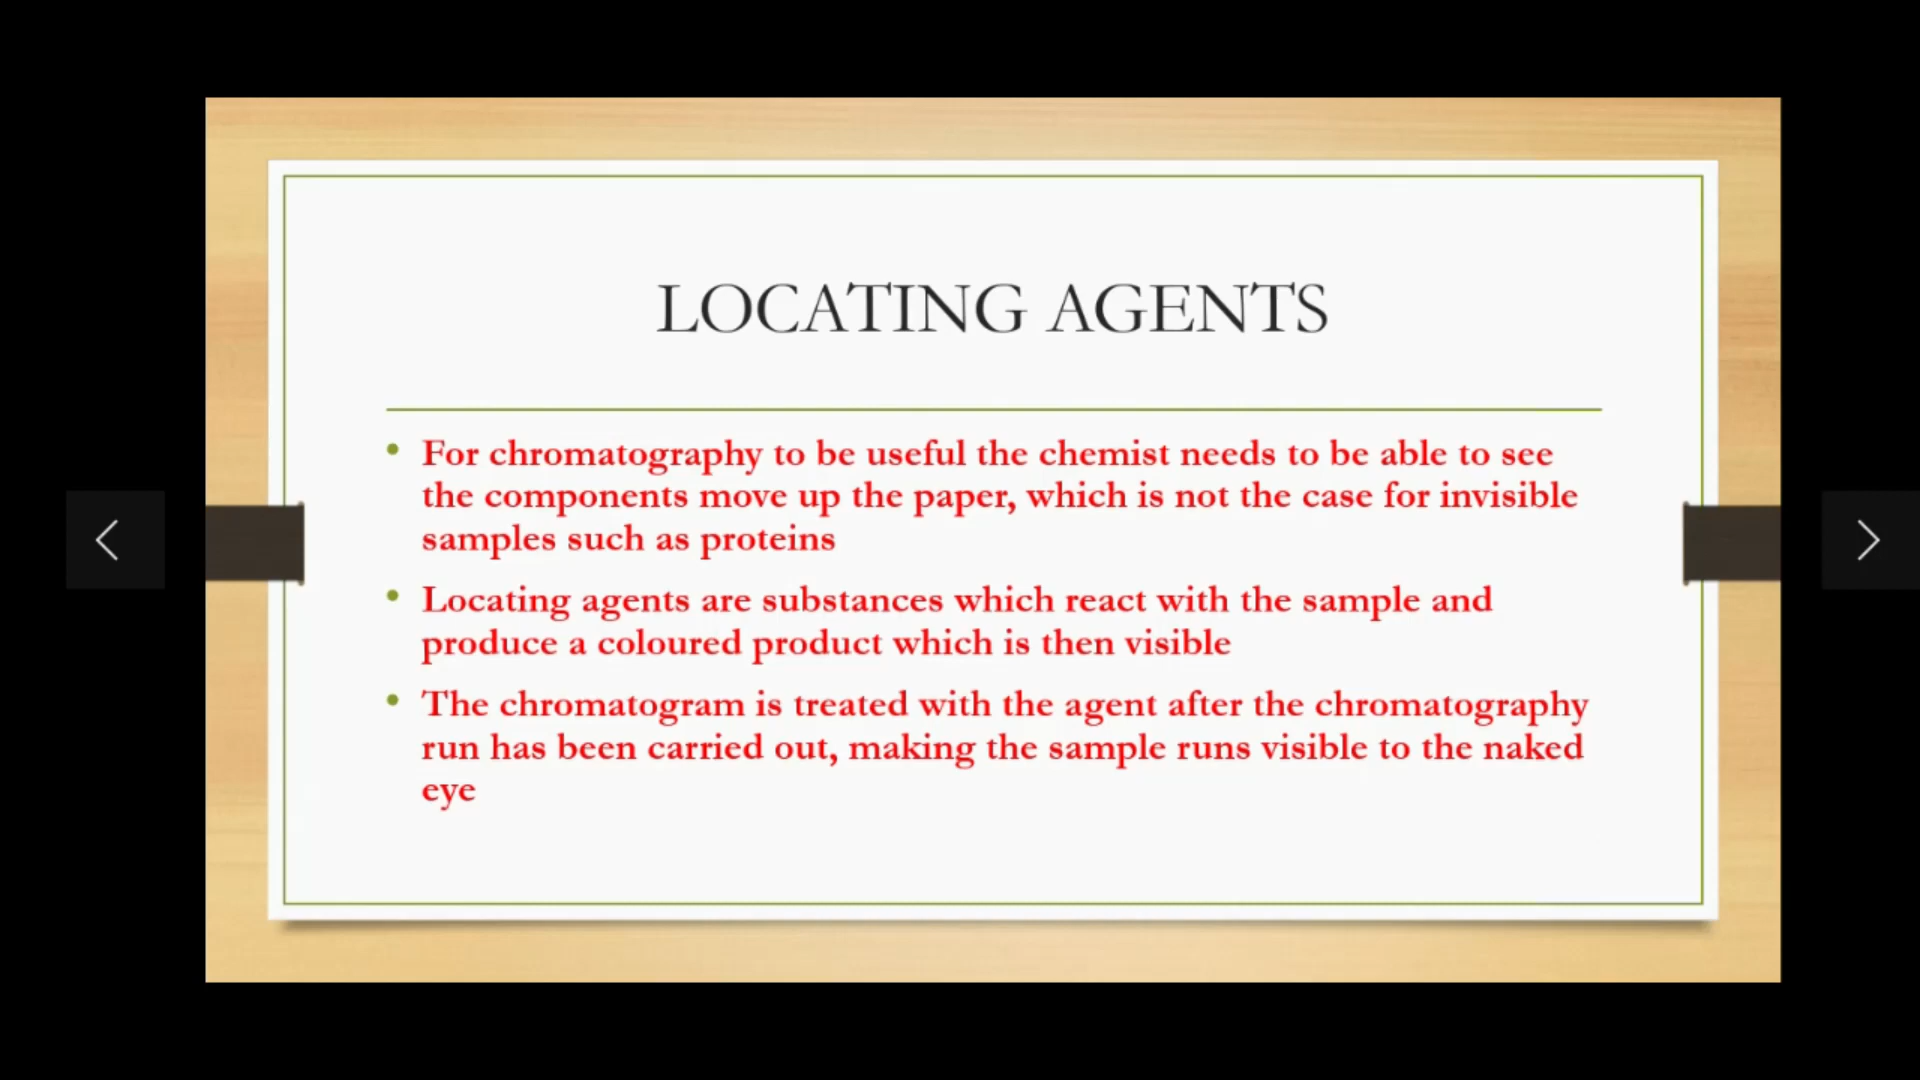 LOCATING AGENTS
• For chromatography to be useful the chemist needs to be able to see
the components move up the paper, which is not the case for invisible
samples such as proteins
• Locating agents are substances which react with the sample and
produce a coloured product which is then visible
• The chromatogram is treated with the agent after the chromatography
run has been carried out, making the sample runs visible to the naked
eye